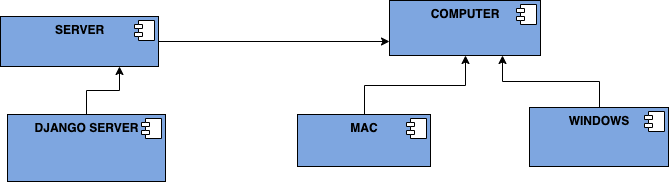 SERVER
COMPUTER
DJANGO SERVER
MAC
WINDOWS